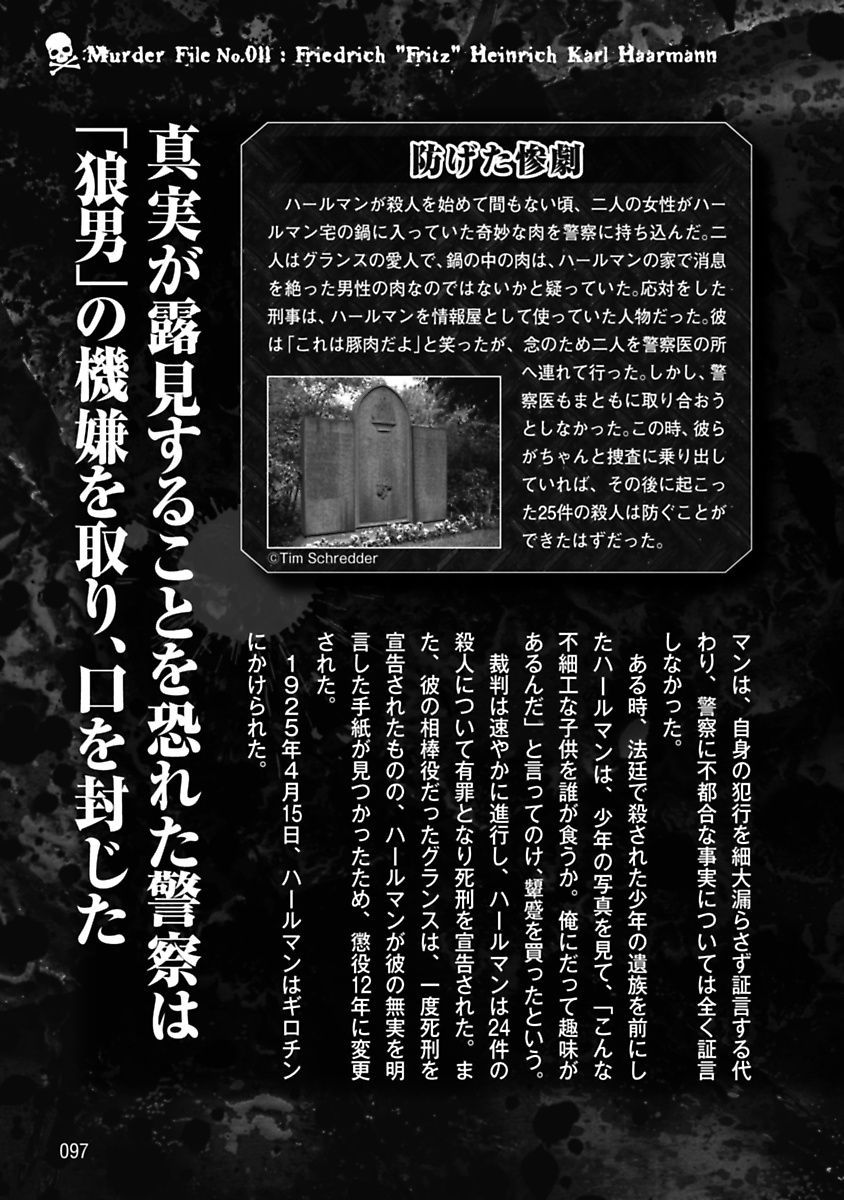 Murder File No.011 : Friedrich "Fritz" Heinrich Karl Haarmann
真実が露見することを恐れた警察は
「狼男」の機嫌を取り、口を封じた
防げた惨劇
ハールマンが殺人を始めて間もない頃、二人の女性がハー
ルマン宅の鍋に入っていた奇妙な肉を警察に持ち込んだ。二
人はグランスの愛人で、鍋の中の肉は、ハールマンの家で消息
を絶った男性の肉なのではないかと疑っていた。応対をした
刑事は、ハールマンを情報屋として使っていた人物だった。彼
は「これは豚肉だよ」と笑ったが、念のため二人を警察医の所
へ連れて行った。しかし、警
察医もまともに取り合おう
としなかった。この時、彼ら
がちゃんと捜査に乗り出し
ていれば、その後に起こっ
た25件の殺人は防ぐことが
できたはずだった。
©Tim Schredder
マンは、自身の犯行を細大漏らさず証言する代
わり、警察に不都合な事実については全く証言
しなかった。
ある時、法廷で殺された少年の遺族を前にし
たハールマンは、少年の写真を見て、「こんな
不細工な子供を誰が食うか。俺にだって趣味が
あるんだ」と言ってのけ、顰蹙を買ったという。
裁判は速やかに進行し、ハールマンは24件の
殺人について有罪となり死刑を宣告された。ま
た、彼の相棒役だったグランスは、一度死刑を
宣告されたものの、ハールマンが彼の無実を明
言した手紙が見つかったため、懲役12年に変更
された。
1925年4月15日、ハールマンはギロチン
にかけられた。
097